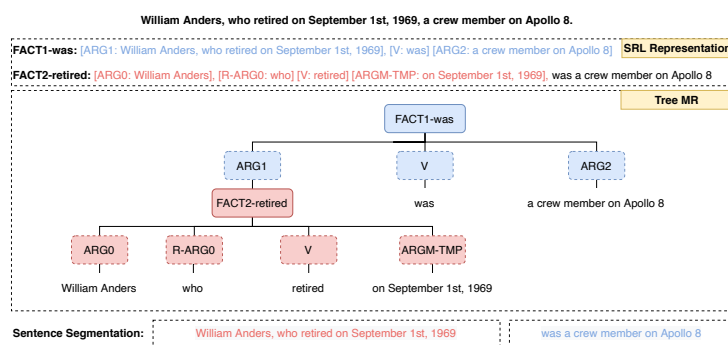 William Anders, who retired on September 1st, 1969, a crew member on Apollo 8.
FACT1-was: [ARG1: William Anders, who retired on September 1st, 1969], [V: was] [ARG2: a crew member on Apollo 8]
SRL Representation
FACT2-retired: [ARG0: William Anders], [R-ARG0: who] [V: retired] [ARGM-TMP: on September 1st, 1969], was a crew member on Apollo 8
Tree MR
FACT1-was
ARG1 V ARG2
FACT2-retired was a crew member on Apollo 8
ARG0 R-ARG0 V ARGM-TMP
William Anders who retired on September 1st, 1969
Sentence Segmentation: William Anders, who retired on September 1st, 1969 was a crew member on Apollo 8